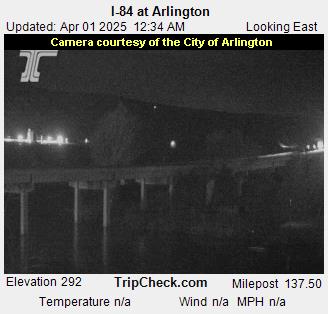 I-84 at Arlington
Updated: Apr 01 2025 12:34 AM Looking East
Camera courtesy of the City of Arlington
Elevation 292 TripCheck.com Milepost 137.50
Temperature n/a Wind n/a MPH n/a